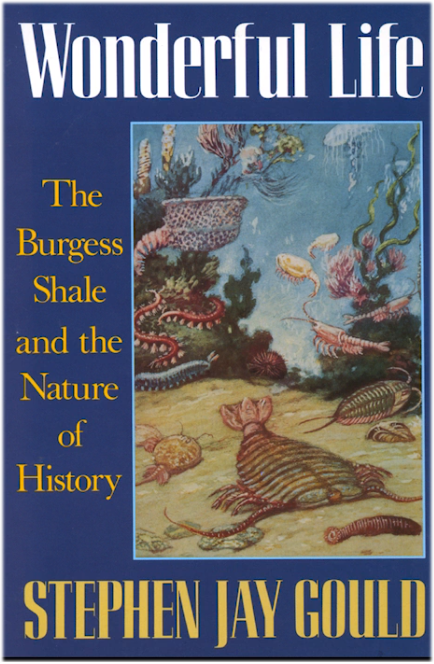 Wonderful Life
The
Burgess
Shale
and the
Nature
of
History
STEPHEN JAY GOULD